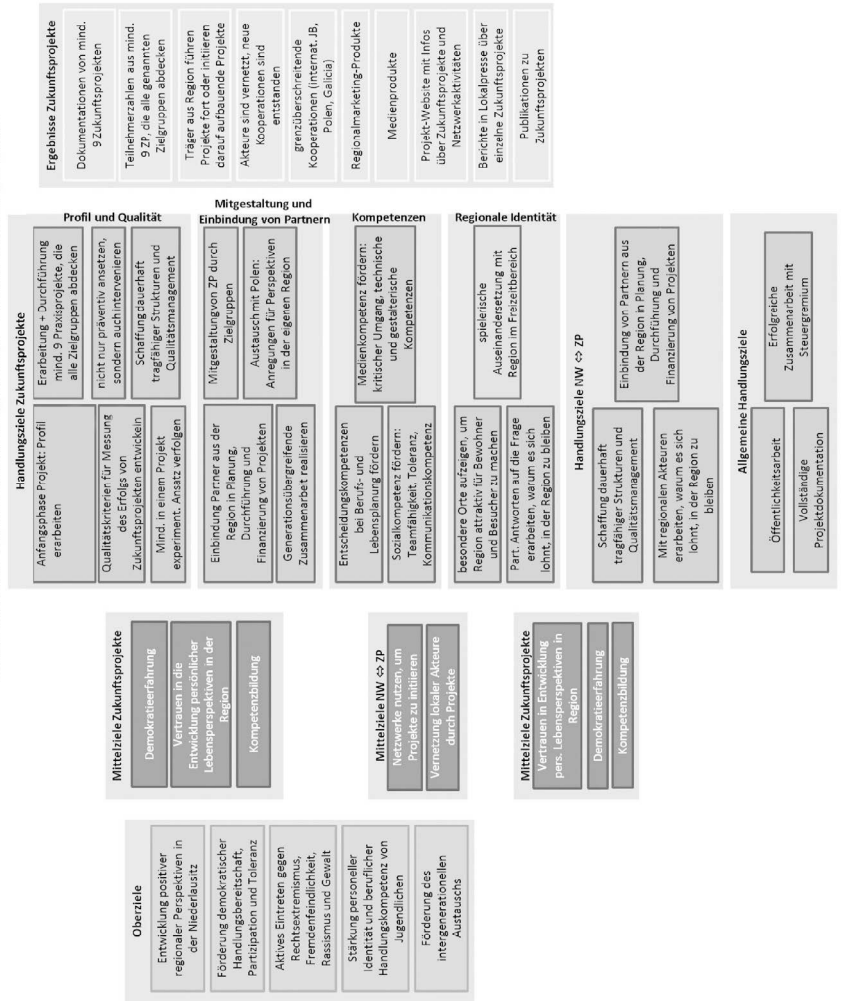 Oberziele
Entwicklung positiver
regionaler Perspektiven in
der Niederlausitz
Förderung demokratischer
Handlungsbereitschaft,
Partizipation und Toleranz
Aktives Eintreten gegen
Rechtsextremismus,
Fremdenfeindlichkeit,
Rassismus und Gewalt
Stärkung personeller
Identität und beruflicher
Handlungskompetenz von
Jugendlichen
Förderung des
intergenerationellen
Austauschs
Mittelziele Zukunftsprojekte
Demokratieerfahrung
Vertrauen in die
Entwicklung persönlicher
Lebensperspektiven in der
Region
Kompetenzbildung
Mittelziele NW ⇔ ZP
Netzwerke nutzen, um
Projekte zu initiieren
Vernetzung lokaler Akteure
durch Projekte
Mittelziele Zukunftsprojekte
Vertrauen in Entwicklung
pers. Lebensperspektiven in
Region
Demokratieerfahrung
Kompetenzbildung
Handlungsziele Zukunftsprojekte
Profil und Qualität
Anfangsphase Projekt: Profil
erarbeiten
Erarbeitung + Durchführung
mind. 9 Praxisprojekte, die
alle Zielgruppen abdecken
Qualitätskriterien für Messung
des Erfolgs von
Zukunftsprojekten entwickeln
nicht nur präventiv ansetzen,
sondern auchintervenieren
Mind. in einem Projekt
experiment. Ansatz verfolgen
Schaffung dauerhaft
tragfähiger Strukturen und
Qualitätsmanagement
Mitgestaltung und
Einbindung von Partnern
Einbindung Partner aus der
Region in Planung,
Durchführung und
Finanzierung von Projekten
Mitgestaltungvon ZP durch
Zielgruppen
Generationsübergreifende
Zusammenarbeit realisieren
Austausch mit Polen:
Anregungen für Perspektiven
in der eigenen Region
Kompetenzen
Entscheidungskompetenzen
bei Berufs- und
Lebensplanung fördern
Medienkompetenz fördern:
kritischer Umgang, technische
und gestalterische
Kompetenzen
Sozialkompetenz fördern:
Teamfähigkeit, Toleranz,
Kommunikationskompetenz
Regionale Identität
besondere Orte aufzeigen, um
Region attraktiv für Bewohner
und Besucher zu machen
spielerische
Auseinandersetzung mit
Region im Freizeitbereich
Part. Antworten auf die Frage
erarbeiten, warum es sich
lohnt, in der Region zu bleiben
Handlungsziele NW ⇔ ZP
Schaffung dauerhaft
tragfähiger Strukturen und
Qualitätsmanagement
Einbindung von Partnern aus
der Region in Planung,
Durchführung und
Finanzierung von Projekten
Mit regionalen Akteuren
erarbeiten, warum es sich
lohnt, in der Region zu
bleiben
Allgemeine Handlungsziele
Öffentlichkeitsarbeit
Erfolgreiche
Zusammenarbeit mit
Steuergremium
Vollständige
Projektdokumentation
Ergebnisse Zukunftsprojekte
Dokumentationen von mind.
9 Zukunftsprojekten
Teilnehmerzahlen aus mind.
9 ZP, die alle genannten
Zielgruppen abdecken
Träger aus Region führen
Projekte fort oder initiieren
darauf aufbauende Projekte
Akteure sind vernetzt, neue
Kooperationen sind
entstanden
grenzüberschreitende
Kooperationen (internat. JB,
Polen, Galicia)
Regionalmarketing-Produkte
Medienprodukte
Projekt-Website mit Infos
über Zukunftsprojekte und
Netzwerkaktivitäten
Berichte in Lokalpresse über
einzelne Zukunftsprojekte
Publikationen zu
Zukunftsprojekten